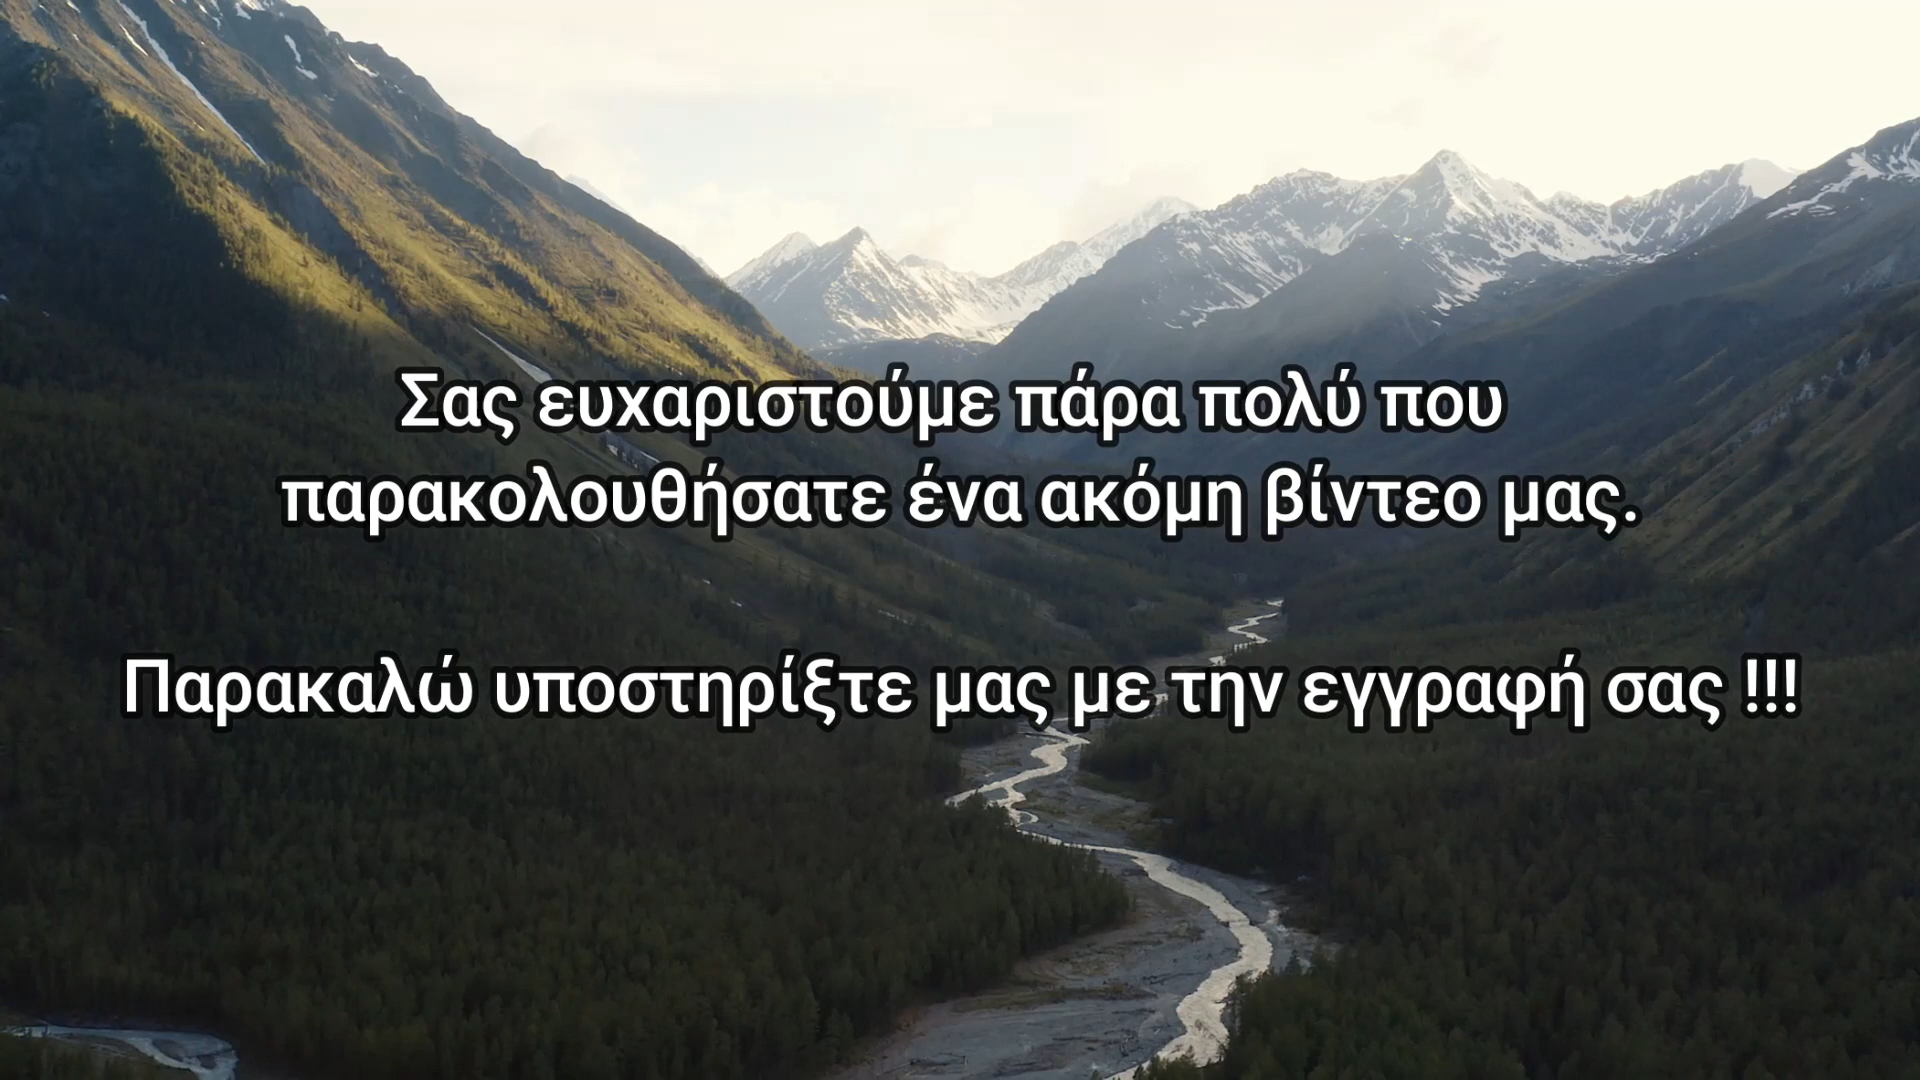 Σας ευχαριστούμε πάρα πολύ που
παρακολουθήσατε ένα ακόμη βίντεο μας.
Παρακαλώ υποστηρίξτε μας με την εγγραφή σας !!!